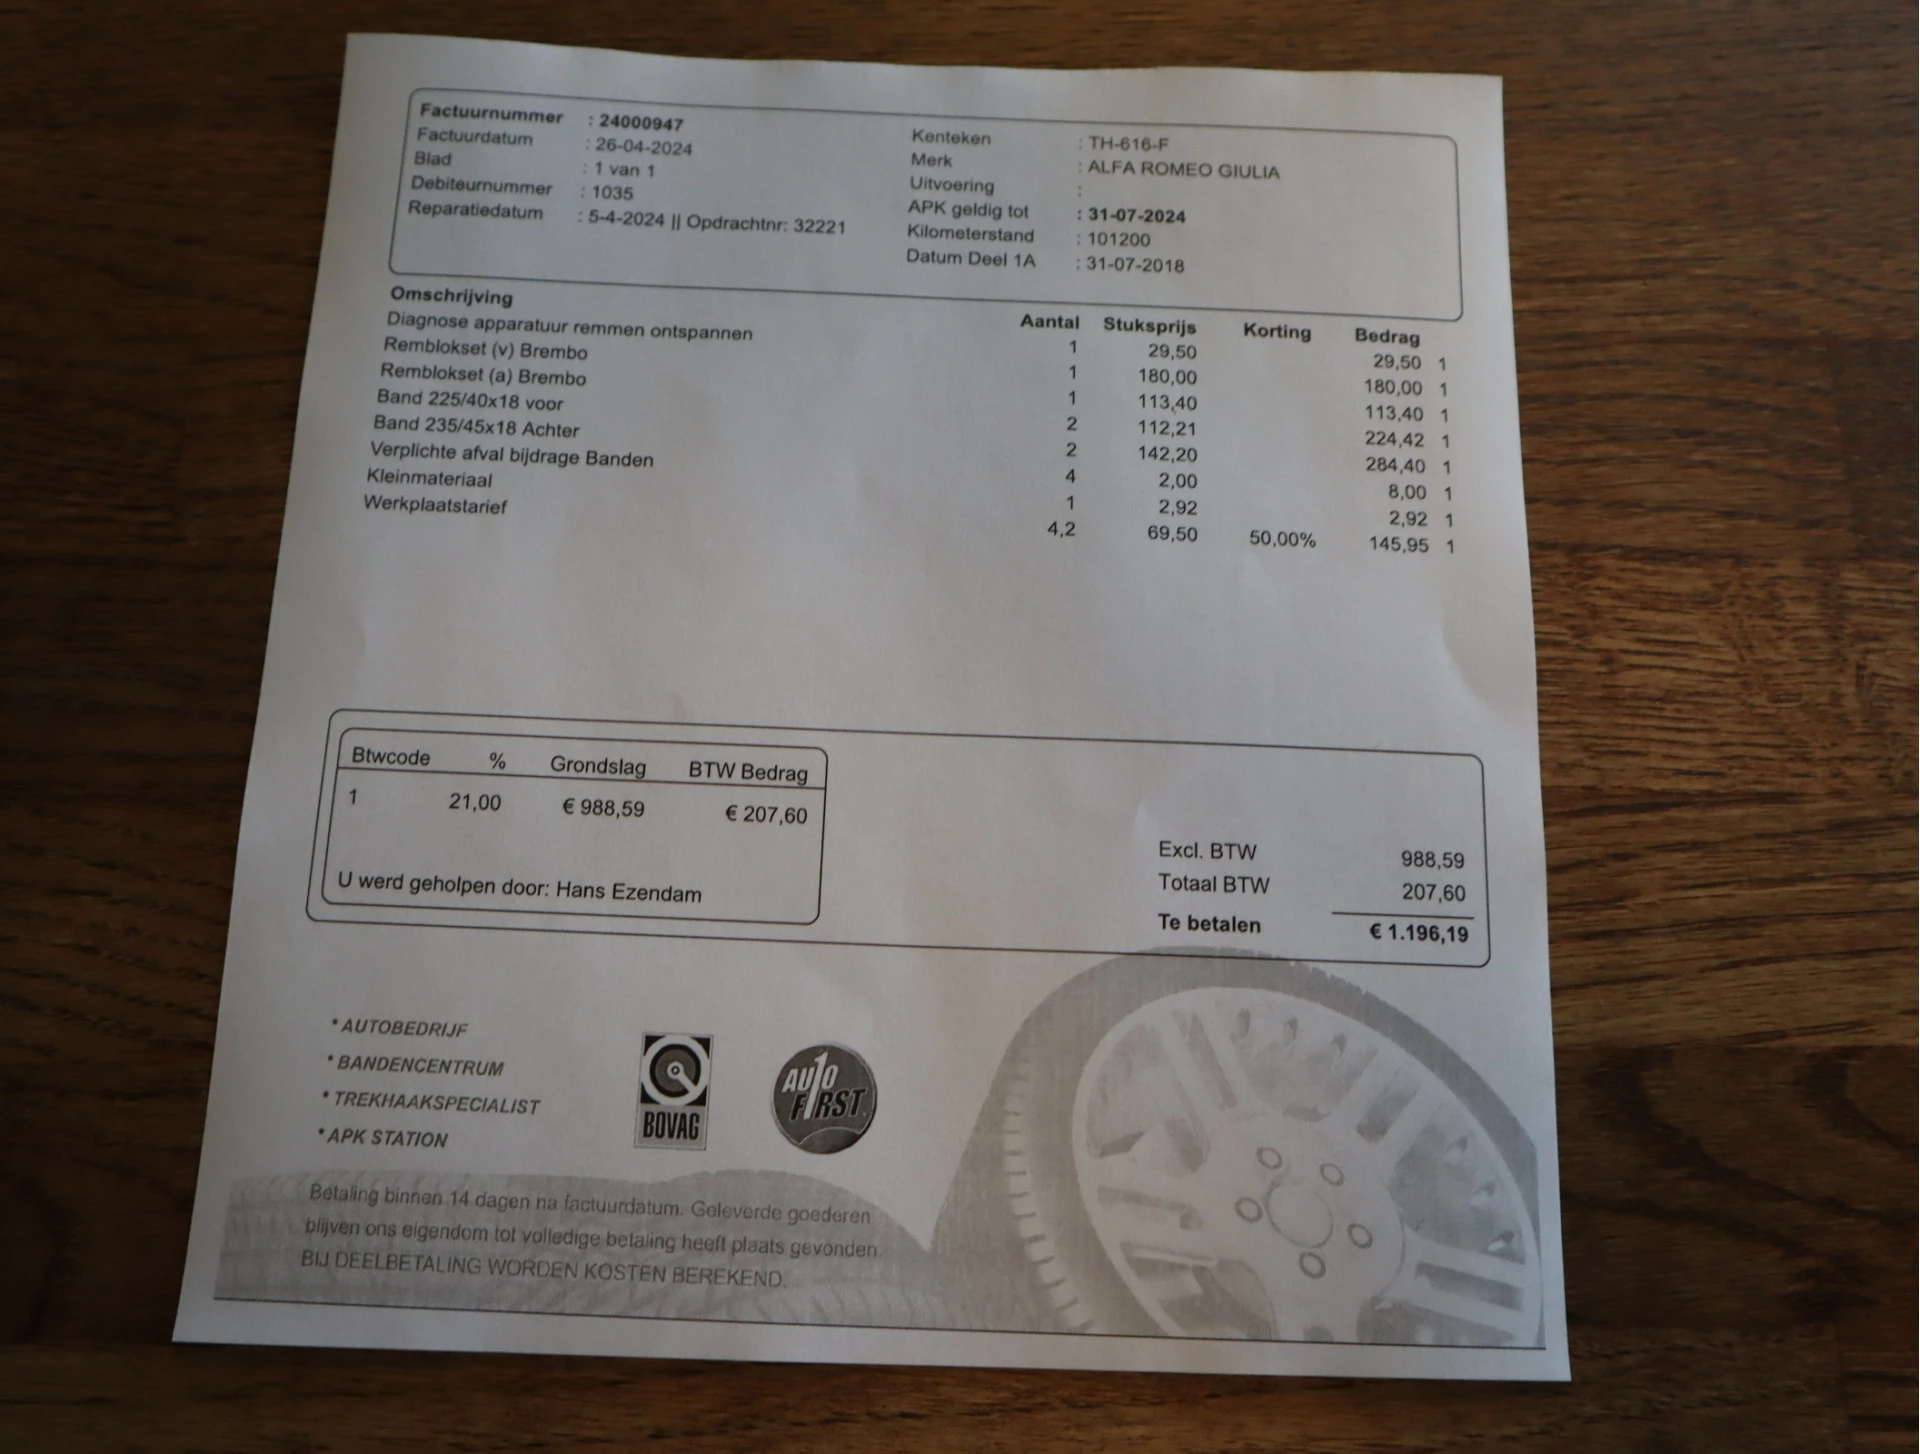 Factuurnummer : 24000947
Factuurdatum : 26-04-2024
Blad : 1 van 1
Debiteurnummer : 1035
Reparatiedatum : 5-4-2024 || Opdrachtnr: 32221
Kenteken : TH-616-F
Merk : ALFA ROMEO GIULIA
Uitvoering :
APK geldig tot : 31-07-2024
Kilometerstand : 101200
Datum Deel 1A : 31-07-2018
Omschrijving Aantal Stuksprijs Korting Bedrag
Diagnose apparatuur remmen ontspannen 1 29,50 29,50 1
Remblokset (v) Brembo 1 180,00 180,00 1
Remblokset (a) Brembo 1 113,40 113,40 1
Band 225/40x18 voor 2 112,21 224,42 1
Band 235/45x18 Achter 2 142,20 284,40 1
Verplichte afval bijdrage Banden 4 2,00 8,00 1
Kleinmateriaal 1 2,92 2,92 1
Werkplaatstarief 4,2 69,50 50,00% 145,95 1
Btwcode % Grondslag BTW Bedrag
1 21,00 € 988,59 € 207,60
U werd geholpen door: Hans Ezendam
Excl. BTW 988,59
Totaal BTW 207,60
Te betalen € 1.196,19
* AUTOBEDRIJF
* BANDENCENTRUM
* TREKHAAKSPECIALIST
* APK STATION
BOVAG
AUTO
FIRST
Betaling binnen 14 dagen na factuurdatum. Geleverde goederen
blijven ons eigendom tot volledige betaling heeft plaats gevonden.
BIJ DEELBETALING WORDEN KOSTEN BEREKEND.